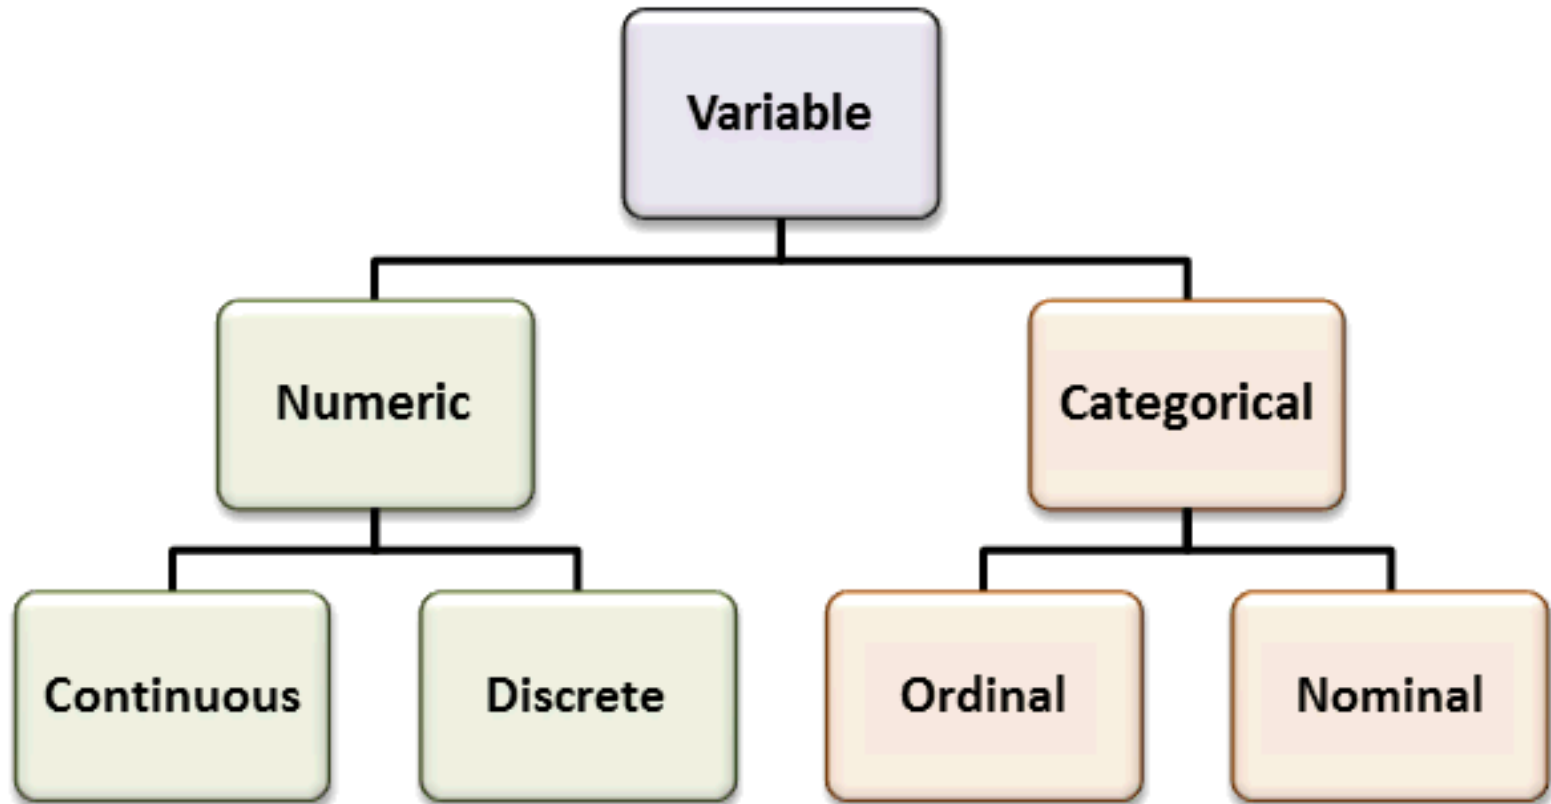 Variable
Numeric
Categorical
Continuous
Discrete
Ordinal
Nominal